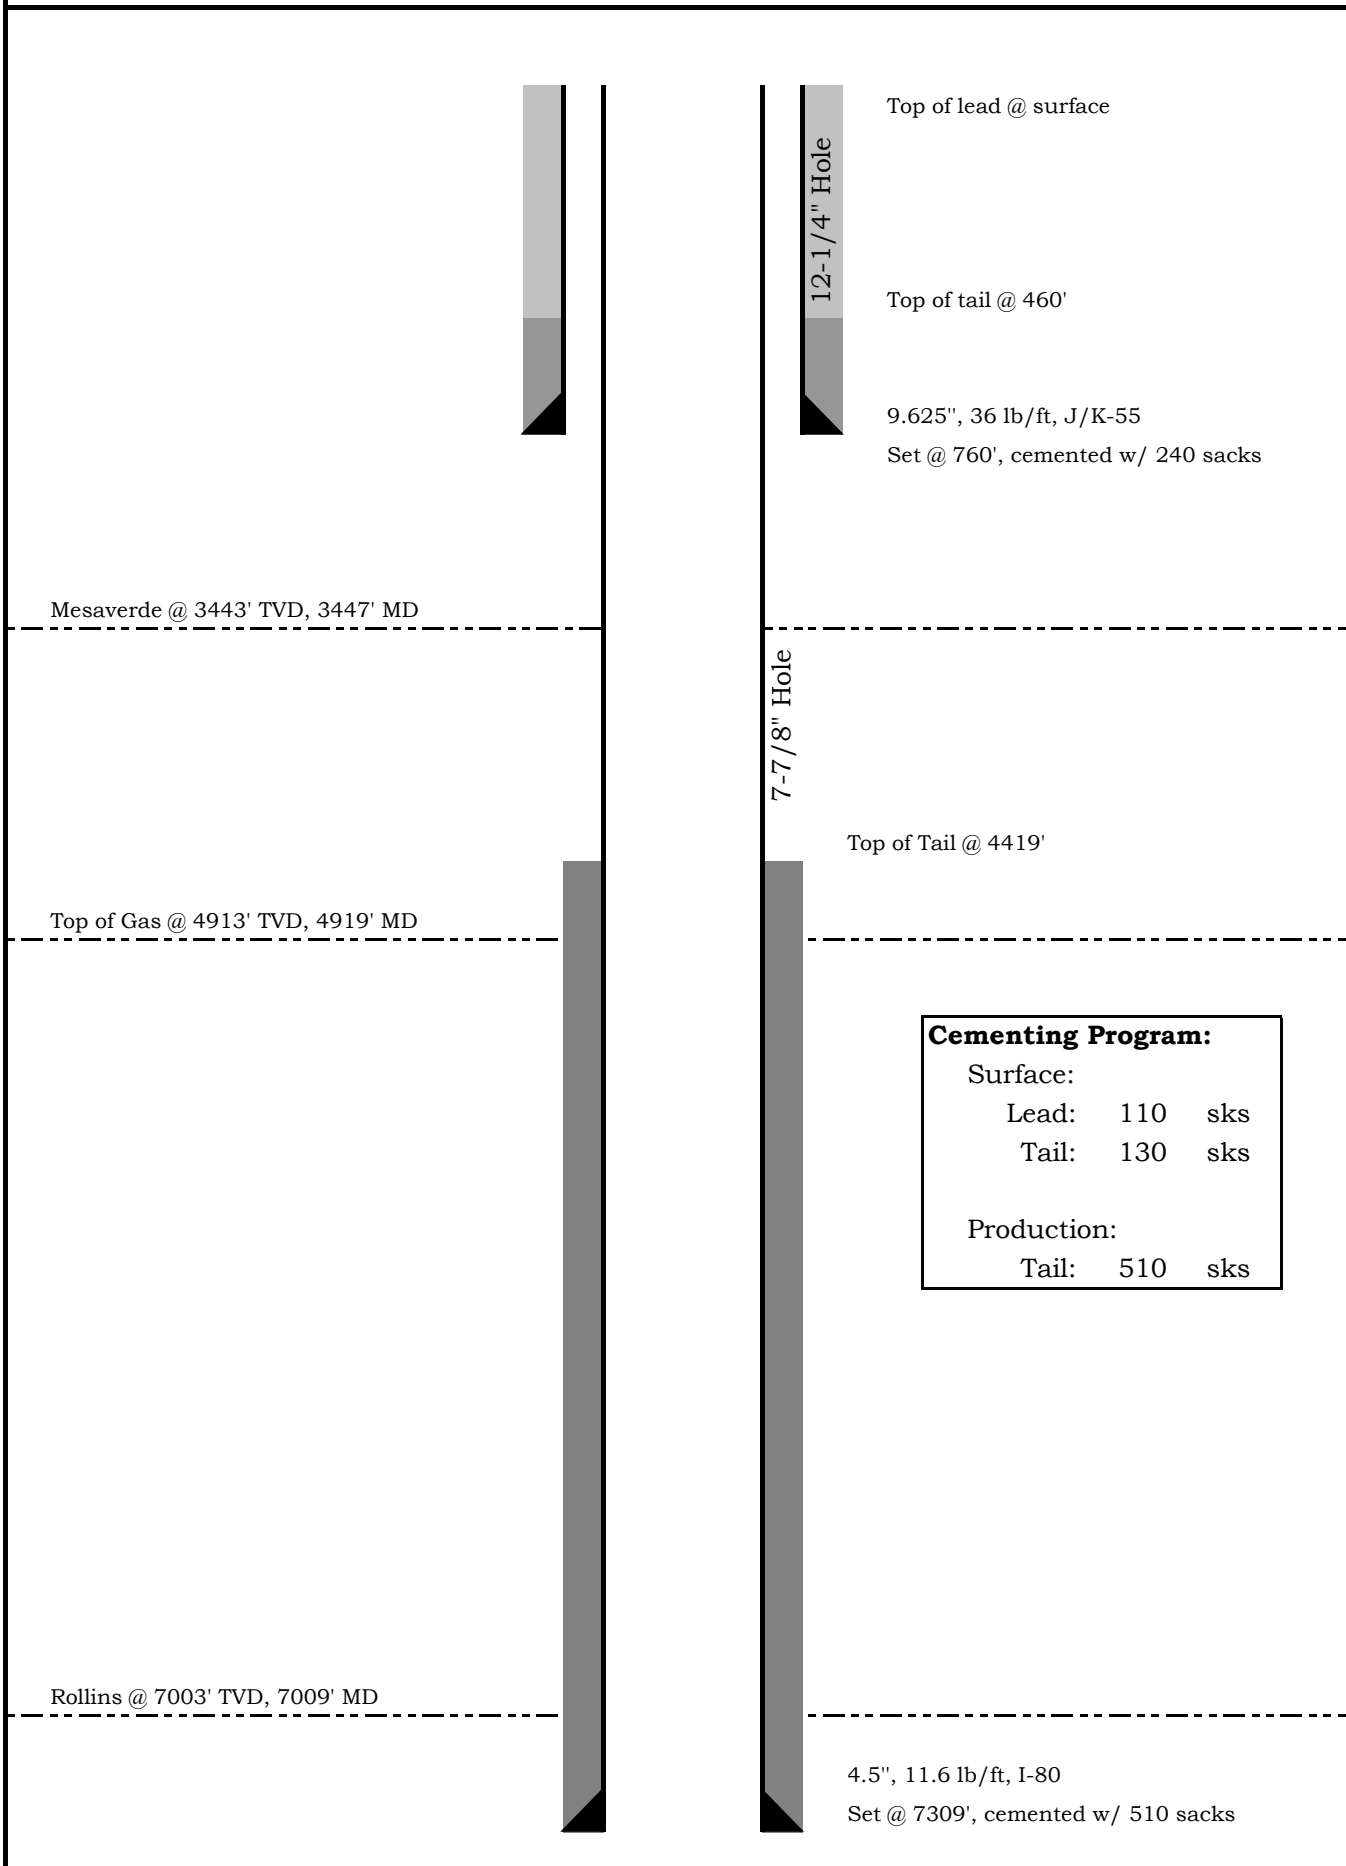 Top of lead @ surface
12-1/4" Hole
Top of tail @ 460'
9.625", 36 lb/ft, J/K-55
Set @ 760', cemented w/ 240 sacks
Mesaverde @ 3443' TVD, 3447' MD
7-7/8" Hole
Top of Tail @ 4419'
Top of Gas @ 4913' TVD, 4919' MD
Cementing Program:
Surface:
Lead: 110 sks
Tail: 130 sks
Production:
Tail: 510 sks
Rollins @ 7003' TVD, 7009' MD
4.5", 11.6 lb/ft, I-80
Set @ 7309', cemented w/ 510 sacks